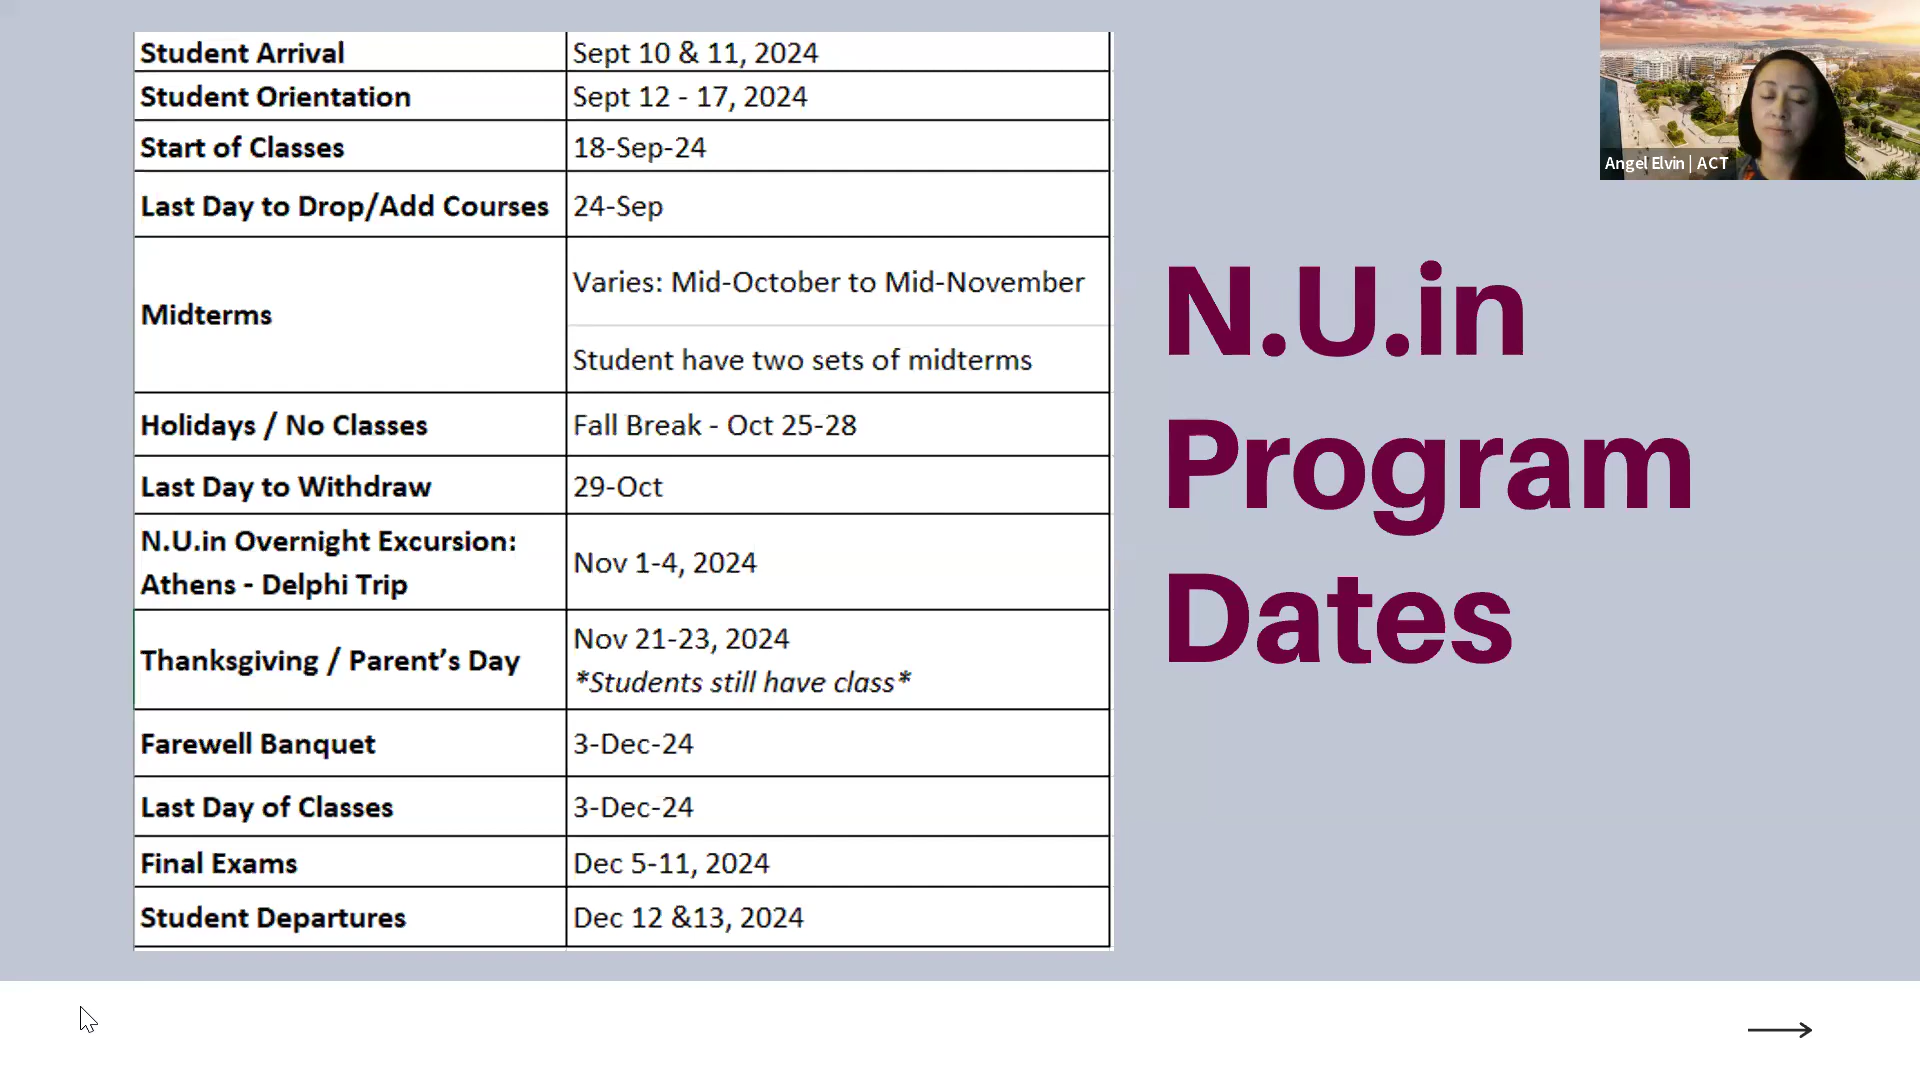 Student Arrival Sept 10 & 11, 2024
Student Orientation Sept 12 - 17, 2024
Start of Classes 18-Sep-24
Last Day to Drop/Add Courses 24-Sep
Midterms
Varies: Mid-October to Mid-November
Student have two sets of midterms
Holidays / No Classes Fall Break - Oct 25-28
Last Day to Withdraw 29-Oct
N.U.in Overnight Excursion:
Athens - Delphi Trip
Nov 1-4, 2024
Thanksgiving / Parent's Day
Nov 21-23, 2024
*Students still have class*
Farewell Banquet 3-Dec-24
Last Day of Classes 3-Dec-24
Final Exams Dec 5-11, 2024
Student Departures Dec 12 &13, 2024
N.U.in
Program
Dates
Angel Elvin | ACT